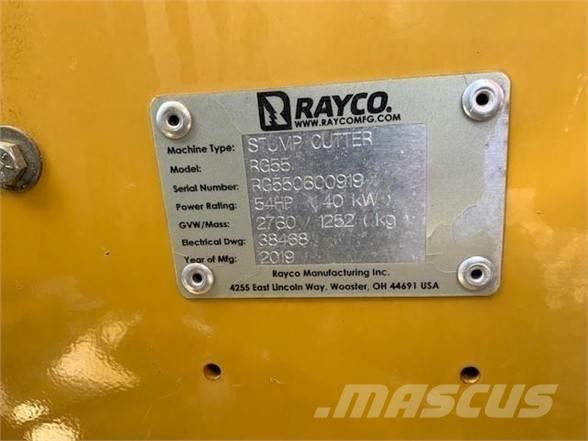 RAYCO.
WWW.RAYCOMFG.COM
Machine Type: STUMP CUTTER
Model: RG55
Serial Number: RG550600919
Power Rating: 54HP ( 40 kW )
GVW/Mass: 2760 / 1252 ( kg )
Electrical Dwg: 38468
Year of Mfg: 2019
Rayco Manufacturing Inc.
4255 East Lincoln Way, Wooster, OH 44691 USA
MASCUS